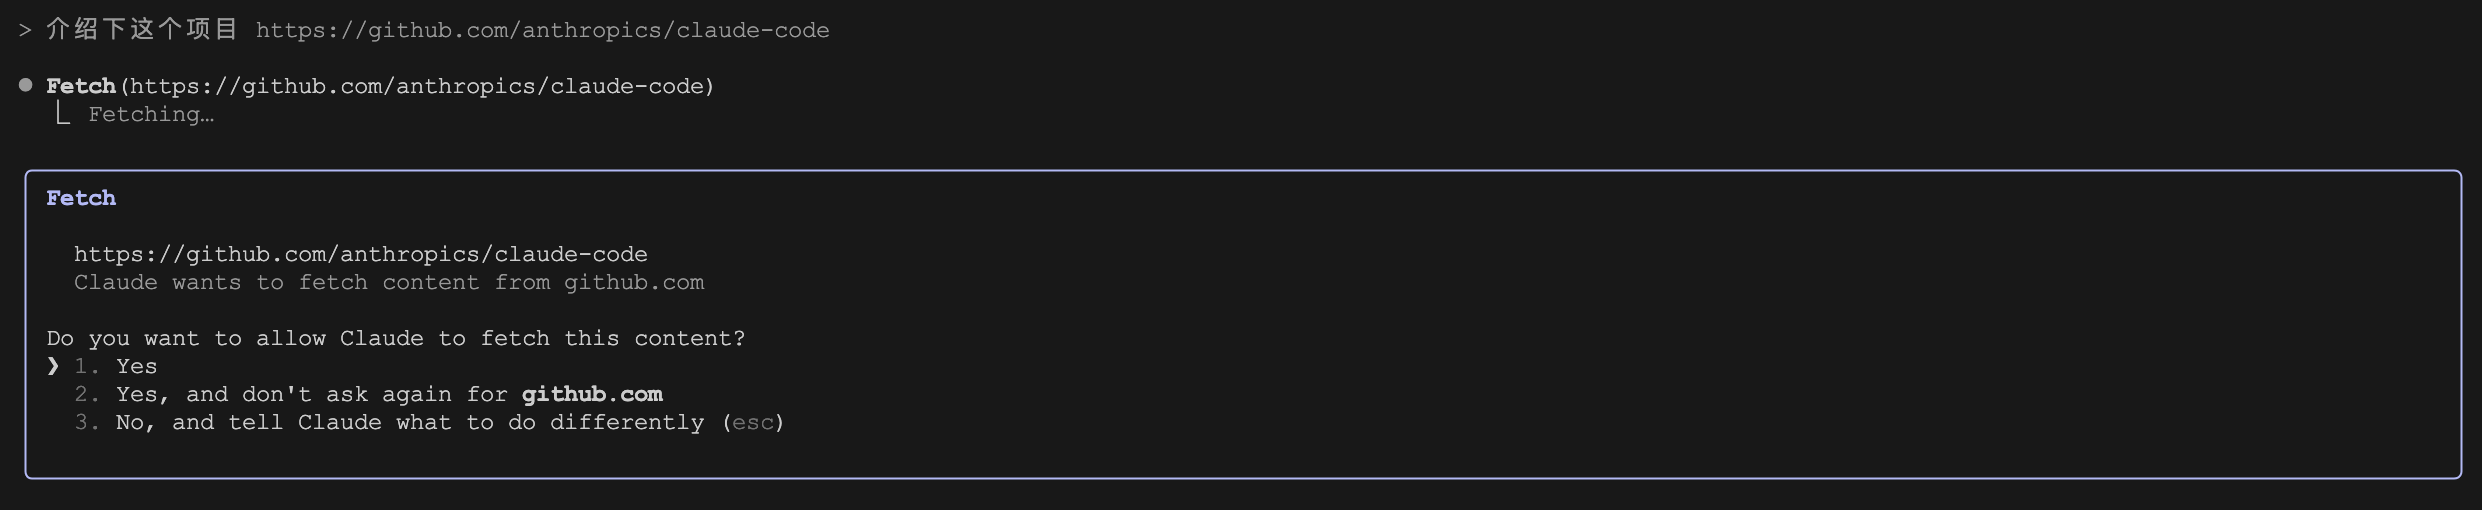 > 介绍下这个项目 https://github.com/anthropics/claude-code
● Fetch(https://github.com/anthropics/claude-code)
⎿ Fetching…
Fetch
https://github.com/anthropics/claude-code
Claude wants to fetch content from github.com
Do you want to allow Claude to fetch this content?
❯ 1. Yes
2. Yes, and don't ask again for github.com
3. No, and tell Claude what to do differently (esc)